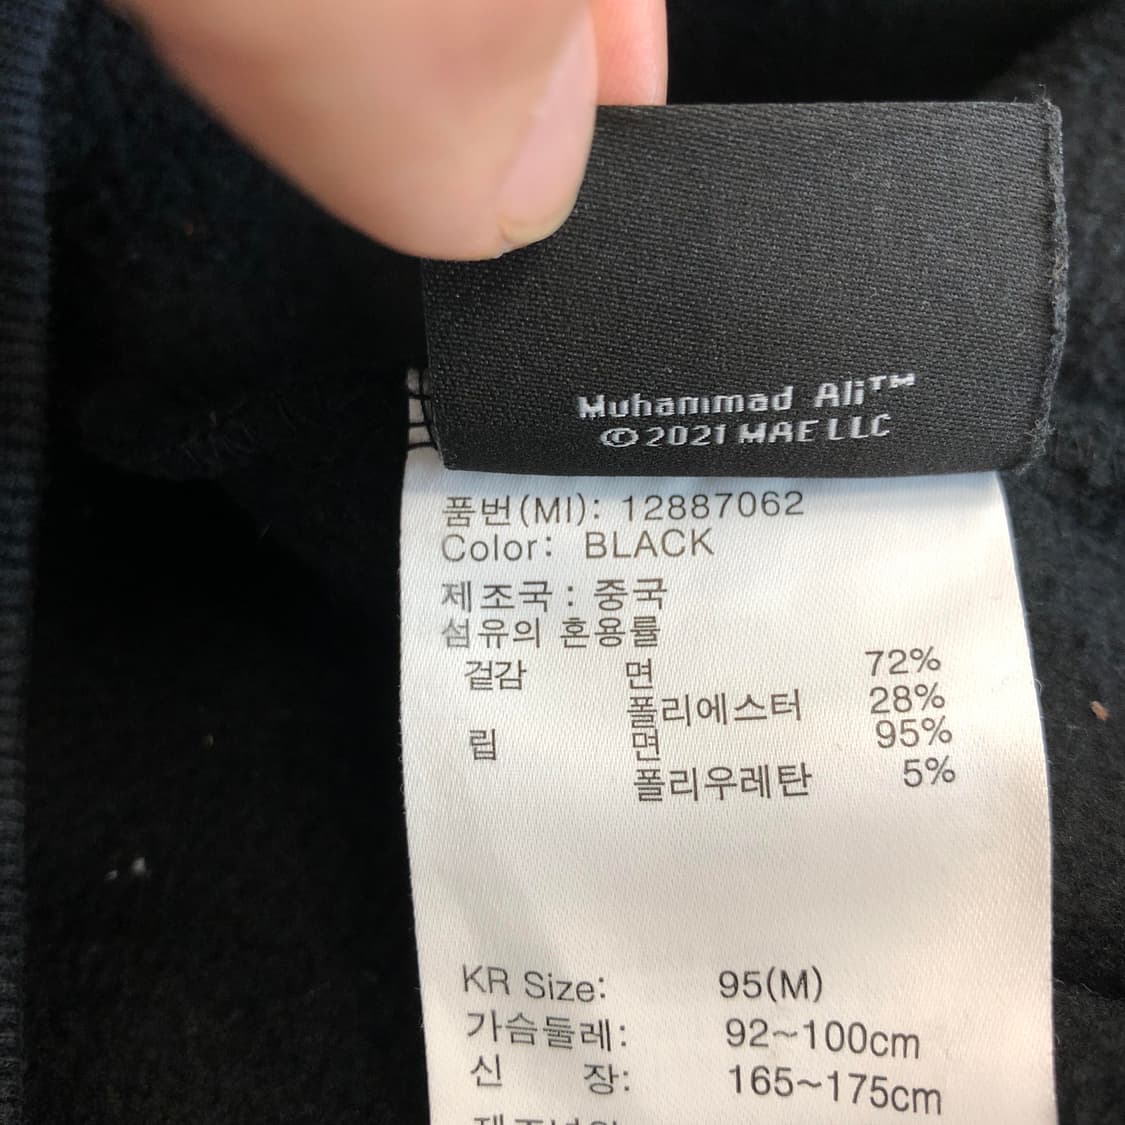 Muhammad Ali™
©2021 MAE LLC
품번(MI): 12887062
Color: BLACK
제조국 : 중국
섬유의 혼용률
겉감 면 72%
폴리에스터 28%
립 면 95%
폴리우레탄 5%
KR Size: 95(M)
가슴둘레: 92~100cm
신 장: 165~175cm